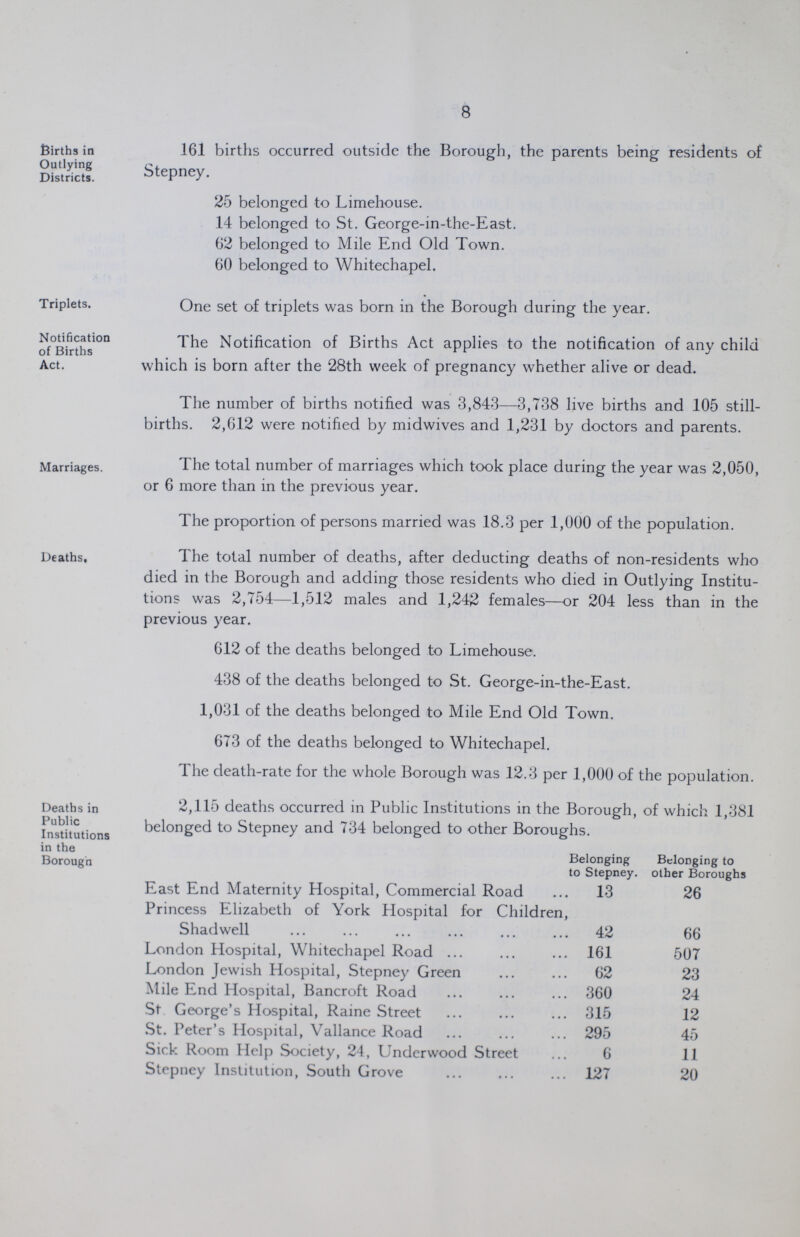 8
Births in
Outlying
Districts.
161 births occurred outside the Borough, the parents being residents of
Stepney.
25 belonged to Limehouse.
14 belonged to St. George-in-the-East.
62 belonged to Mile End Old Town.
60 belonged to Whitechapel.
Triplets.
One set of triplets was born in the Borough during the year.
Notification
of Births
Act.
The Notification of Births Act applies to the notification of any child
which is born after the 28th week of pregnancy whether alive or dead.
The number of births notified was 3,843—3,738 live births and 105 still-
births. 2,612 were notified by midwives and 1,231 by doctors and parents.
Marriages.
The total number of marriages which took place during the year was 2,050,
or 6 more than in the previous year.
The proportion of persons married was 18.3 per 1,000 of the population.
Deaths.
The total number of deaths, after deducting deaths of non-residents who
died in the Borough and adding those residents who died in Outlying Institu-
tions was 2,754—1,512 males and 1,242 females—or 204 less than in the
previous year.
612 of the deaths belonged to Limehouse.
438 of the deaths belonged to St. George-in-the-East.
1,031 of the deaths belonged to Mile End Old Town.
673 of the deaths belonged to Whitechapel.
The death-rate for the whole Borough was 12.3 per 1,000 of the population.
Deaths in
Public
Institutions
in the
Borough
2,115 deaths occurred in Public Institutions in the Borough, of which 1,381
belonged to Stepney and 734 belonged to other Boroughs.
Belonging to Stepney. Belonging to other Boroughs
East End Maternity Hospital, Commercial Road ... 13 26
Princess Elizabeth of York Hospital for Children,
Shadwell ... ... ... ... ... ... 42 66
London Hospital, Whitechapel Road ... ... ... 161 507
London Jewish Hospital, Stepney Green ... ... 62 23
Mile End Hospital, Bancroft Road ... ... ... 360 24
St. George's Hospital, Raine Street ... ... ... 315 12
St. Peter's Hospital, Vallance Road ... ... ... 295 45
Sick Room Help Society, 24, Underwood Street ... 6 11
Stepney Institution, South Grove ... ... ... 127 20